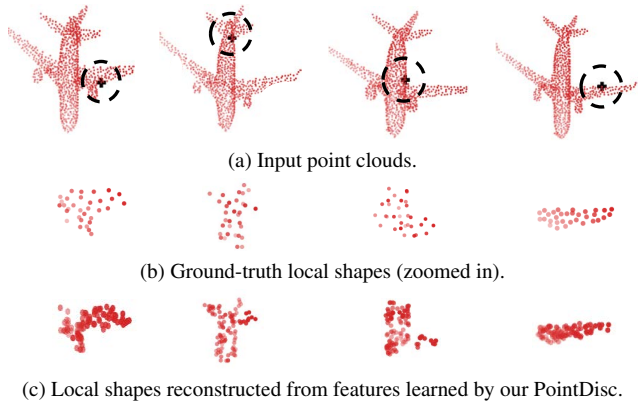 (a) Input point clouds.
(b) Ground-truth local shapes (zoomed in).
(c) Local shapes reconstructed from features learned by our PointDisc.